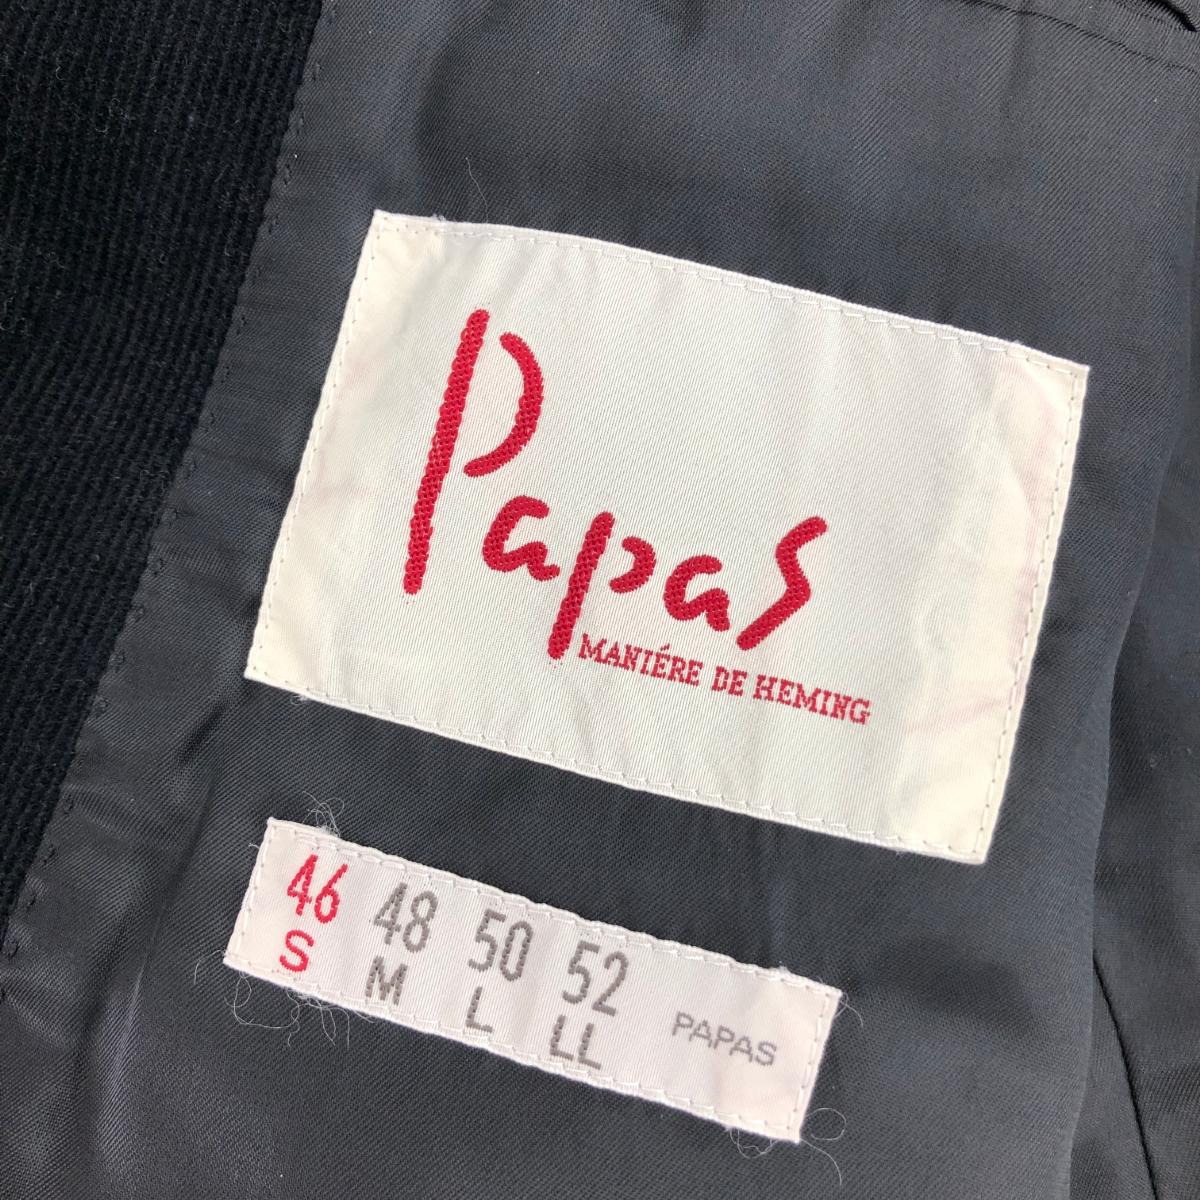 Papas
MANIÉRE DE HEMING
46 48 50 52
S M L LL PAPAS